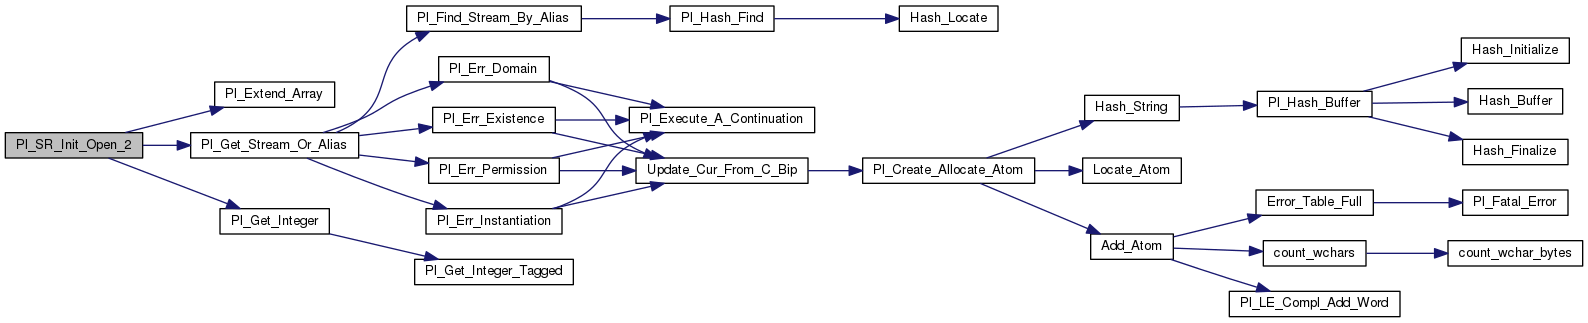 Pl_SR_Init_Open_2
Pl_Extend_Array
Pl_Get_Stream_Or_Alias
Pl_Get_Integer
Pl_Find_Stream_By_Alias
Pl_Err_Domain
Pl_Err_Existence
Pl_Err_Permission
Pl_Err_Instantiation
Pl_Get_Integer_Tagged
Pl_Hash_Find
Pl_Execute_A_Continuation
Update_Cur_From_C_Bip
Hash_Locate
Pl_Create_Allocate_Atom
Hash_String
Locate_Atom
Add_Atom
Pl_Hash_Buffer
Error_Table_Full
count_wchars
Pl_LE_Compl_Add_Word
Hash_Initialize
Hash_Buffer
Hash_Finalize
Pl_Fatal_Error
count_wchar_bytes